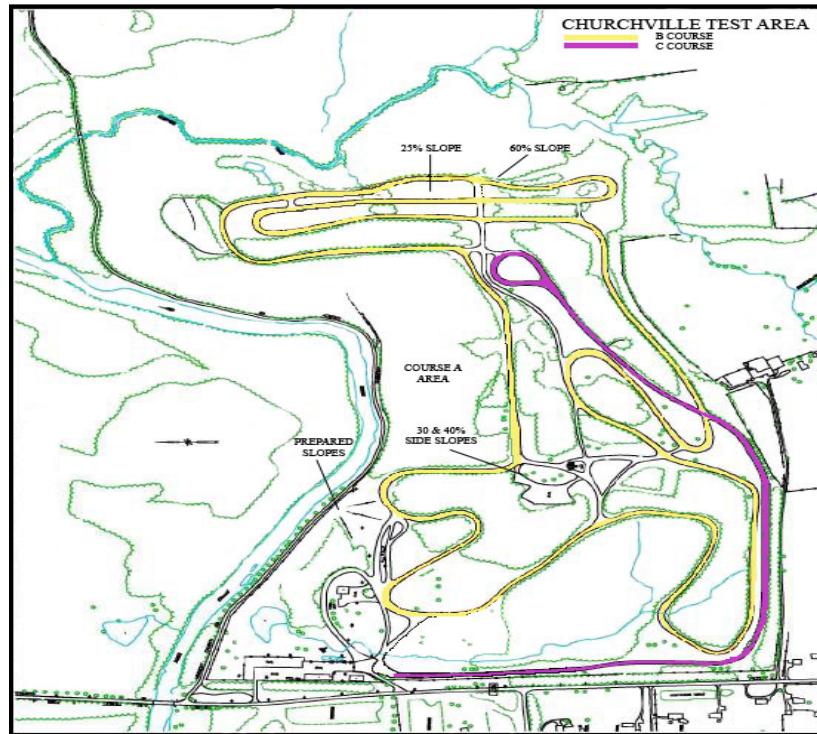 CHURCHVILLE TEST AREA
B COURSE
C COURSE
25% SLOPE
60% SLOPE
COURSE A
AREA
30 & 40%
SIDE SLOPES
PREPARED
SLOPES